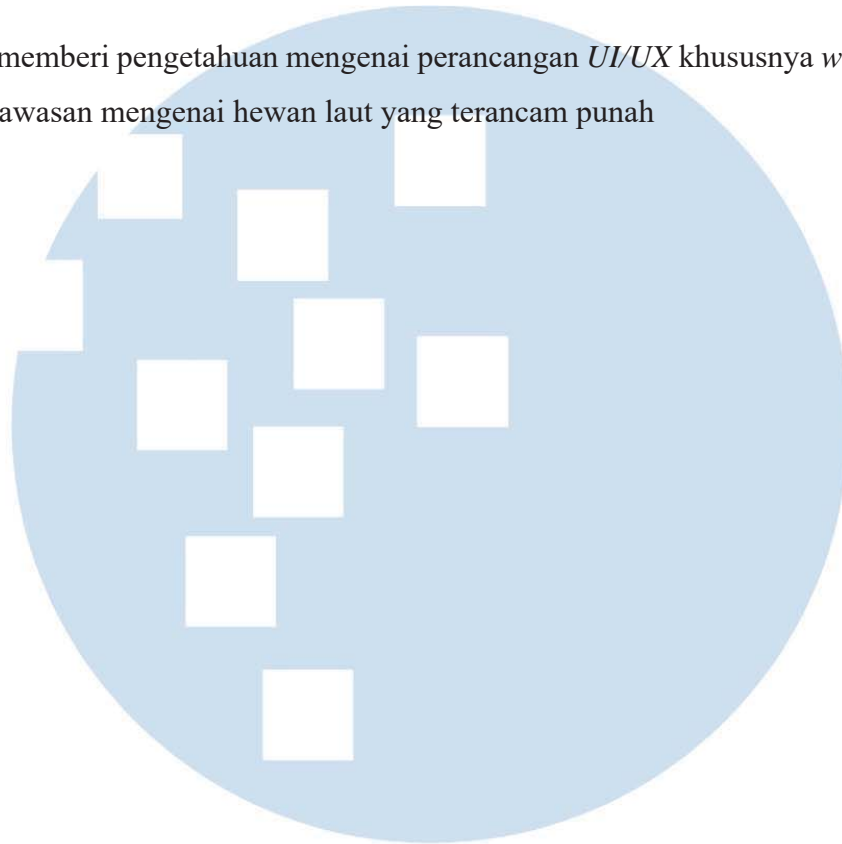 memberi pengetahuan mengenai perancangan UI/UX khususnya w
awasan mengenai hewan laut yang terancam punah